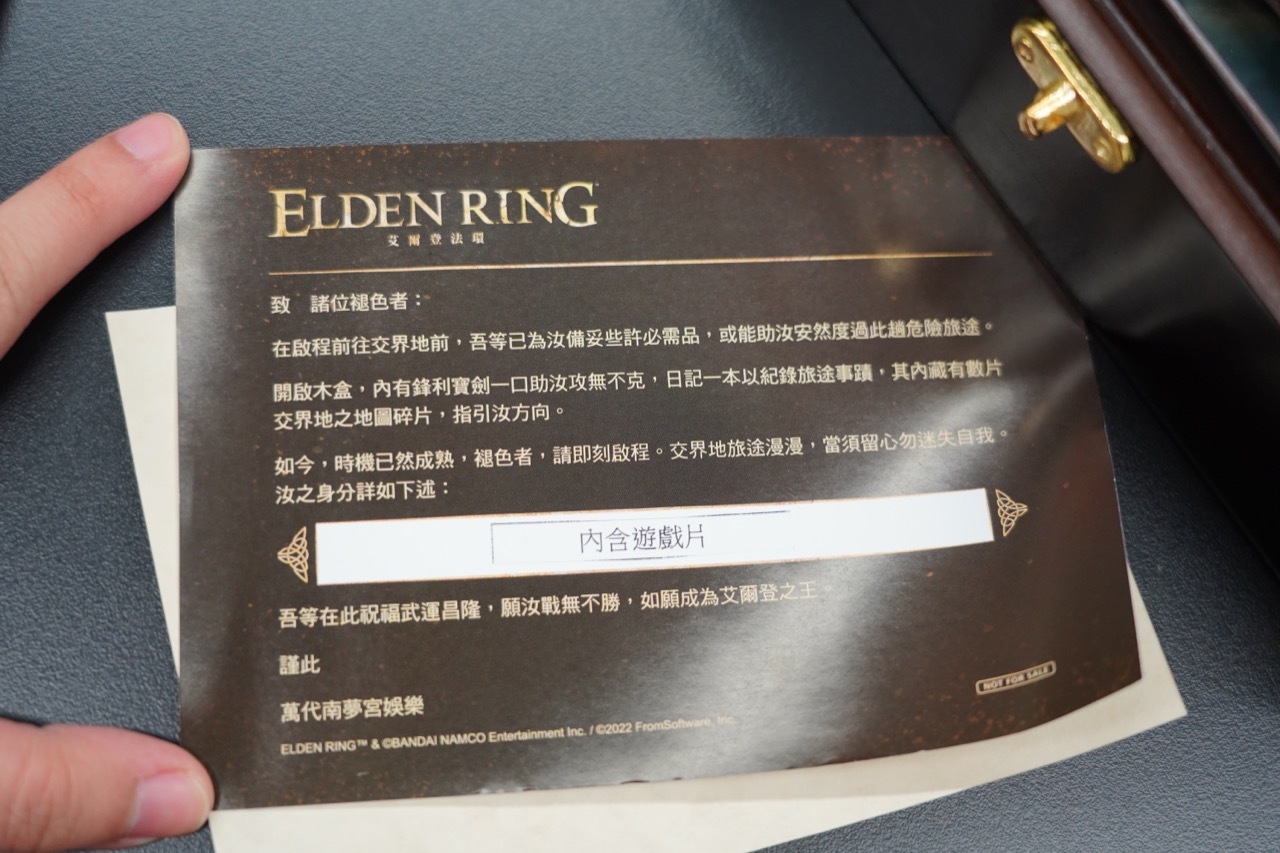 ELDEN RING
艾爾登法環
致　諸位褪色者：
在啟程前往交界地前，吾等已為汝備妥些許必需品，或能助汝安然度過此趟危險旅途。
開啟木盒，內有鋒利寶劍一口助汝攻無不克，日記一本以紀錄旅途事蹟，其內藏有數片
交界地之地圖碎片，指引汝方向。
如今，時機已然成熟，褪色者，請即刻啟程。交界地旅途漫漫，當須留心勿迷失自我。
汝之身分詳如下述：
內含遊戲片
吾等在此祝福武運昌隆，願汝戰無不勝，如願成為艾爾登之王。
謹此
萬代南夢宮娛樂
NOT FOR SALE
ELDEN RING™ & ©BANDAI NAMCO Entertainment Inc. / ©2022 FromSoftware, Inc.